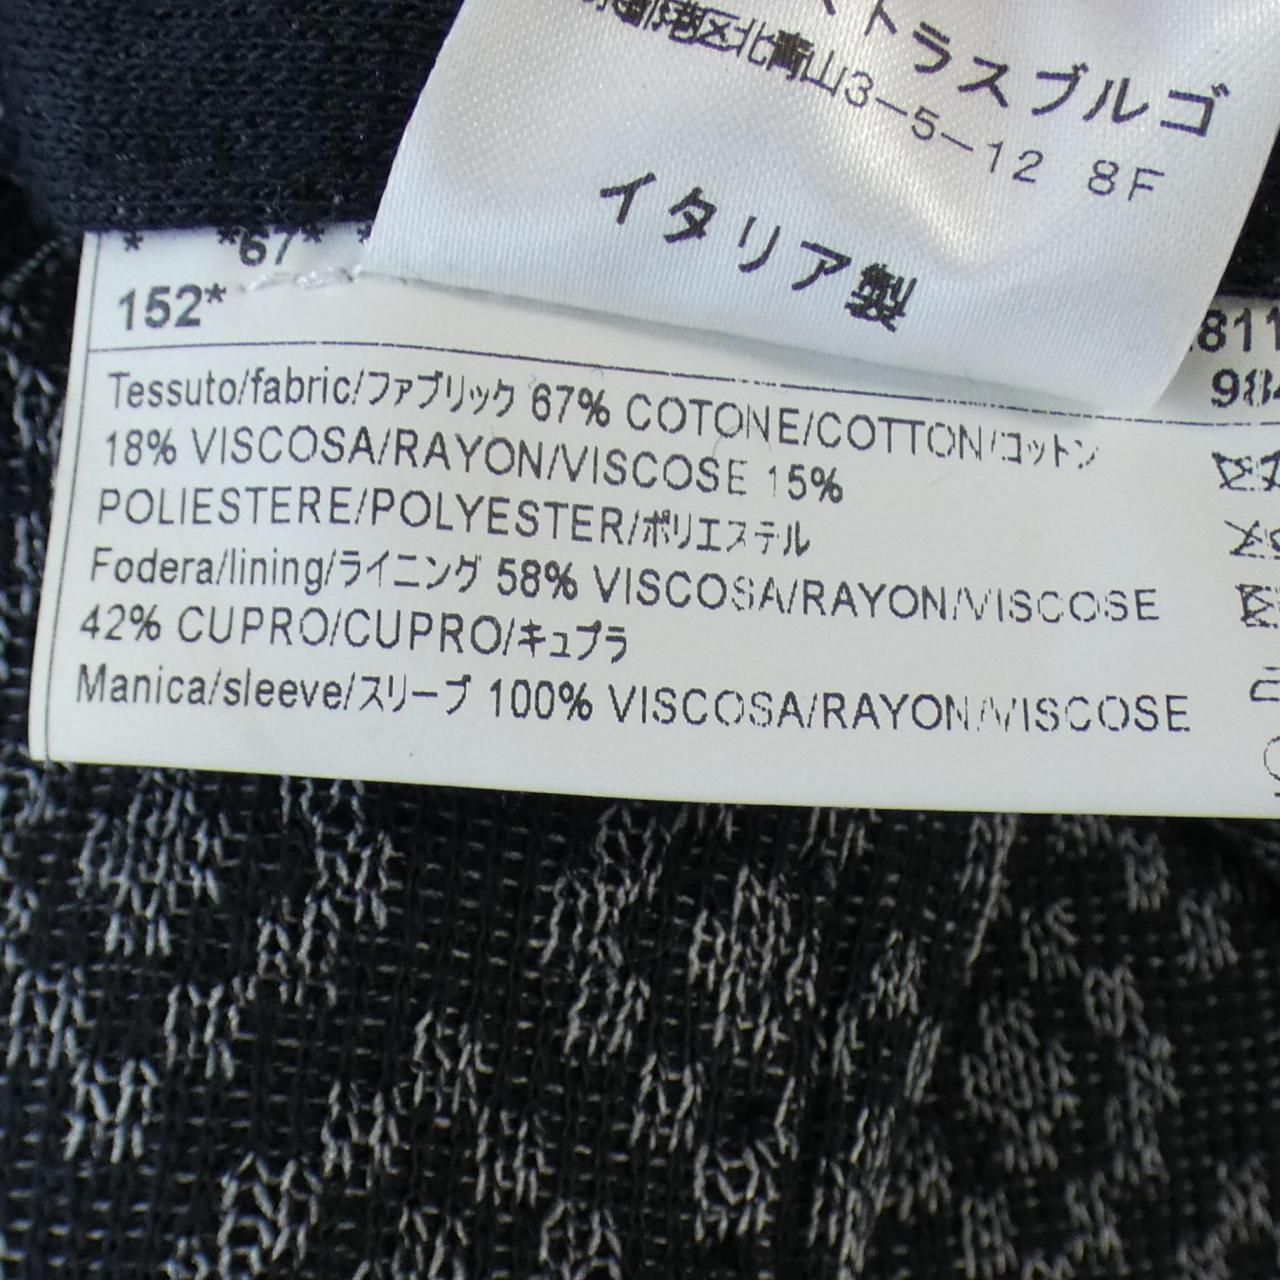 トラスブルゴ
港区北青山3-5-12 8F
イタリア製
* *67*
152*
811
984
Tessuto/fabric/ファブリック 67% COTONE/COTTON/コットン
18% VISCOSA/RAYON/VISCOSE 15%
POLIESTERE/POLYESTER/ポリエステル
Fodera/lining/ライニング 58% VISCOSA/RAYON/VISCOSE
42% CUPRO/CUPRO/キュプラ
Manica/sleeve/スリーブ 100% VISCOSA/RAYON/VISCOSE